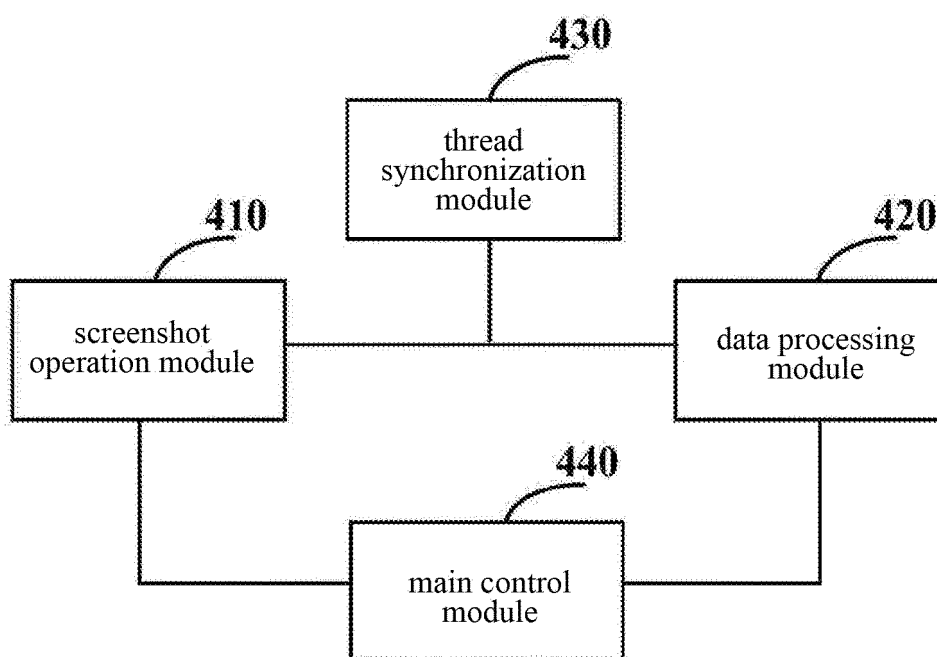 430
thread
synchronization
module
410
420
screenshot
operation module
data processing
module
440
main control
module